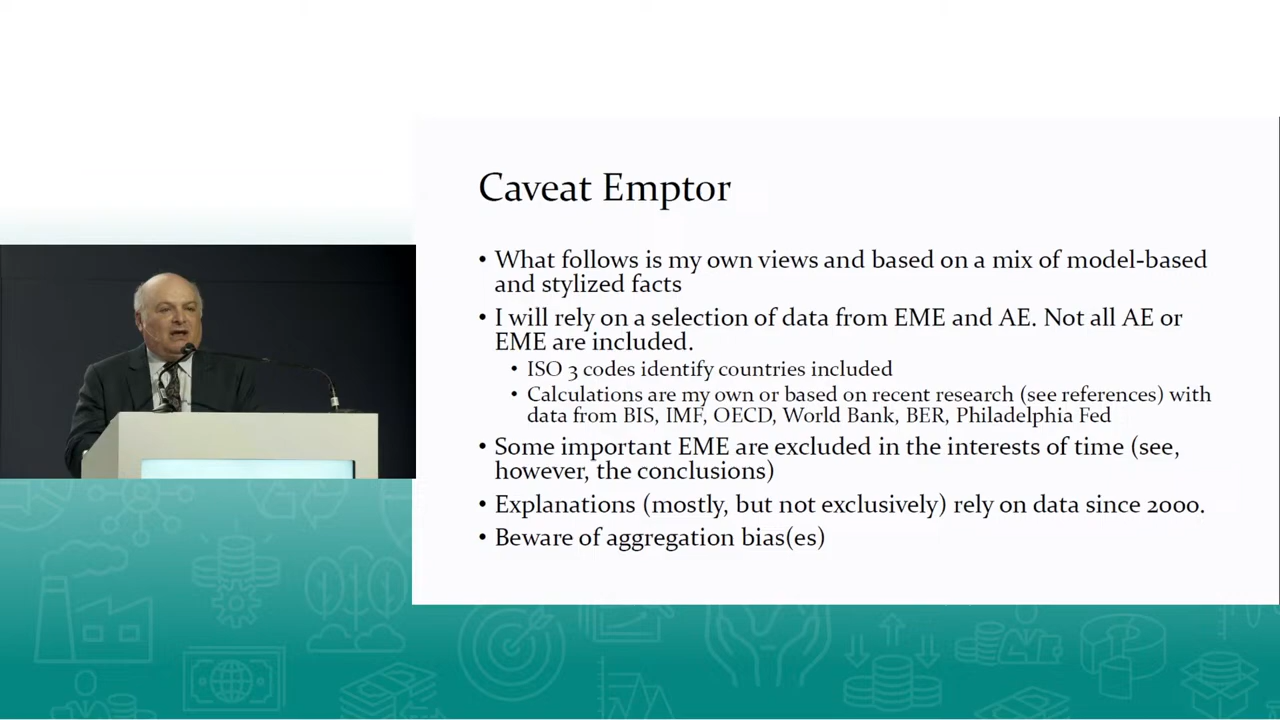 Caveat Emptor
• What follows is my own views and based on a mix of model-based
and stylized facts
• I will rely on a selection of data from EME and AE. Not all AE or
EME are included.
• ISO 3 codes identify countries included
• Calculations are my own or based on recent research (see references) with
data from BIS, IMF, OECD, World Bank, BER, Philadelphia Fed
• Some important EME are excluded in the interests of time (see,
however, the conclusions)
• Explanations (mostly, but not exclusively) rely on data since 2000.
• Beware of aggregation bias(es)